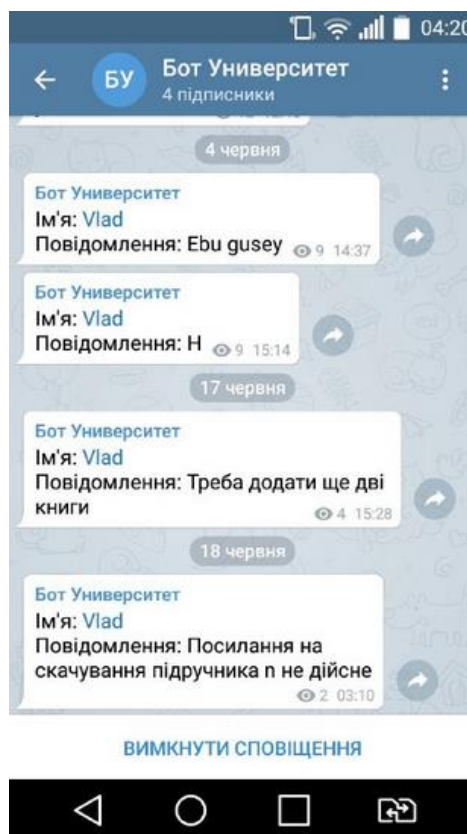 04:20
БУ
Бот Университет
4 підписники
4 червня
Бот Университет
Ім'я: Vlad
Повідомлення: Ebu gusey
9 14:37
Бот Университет
Ім'я: Vlad
Повідомлення: Н
9 15:14
17 червня
Бот Университет
Ім'я: Vlad
Повідомлення: Треба додати ще дві
книги
4 15:28
18 червня
Бот Университет
Ім'я: Vlad
Повідомлення: Посилання на
скачування підручника n не дійсне
2 03:10
ВИМКНУТИ СПОВІЩЕННЯ